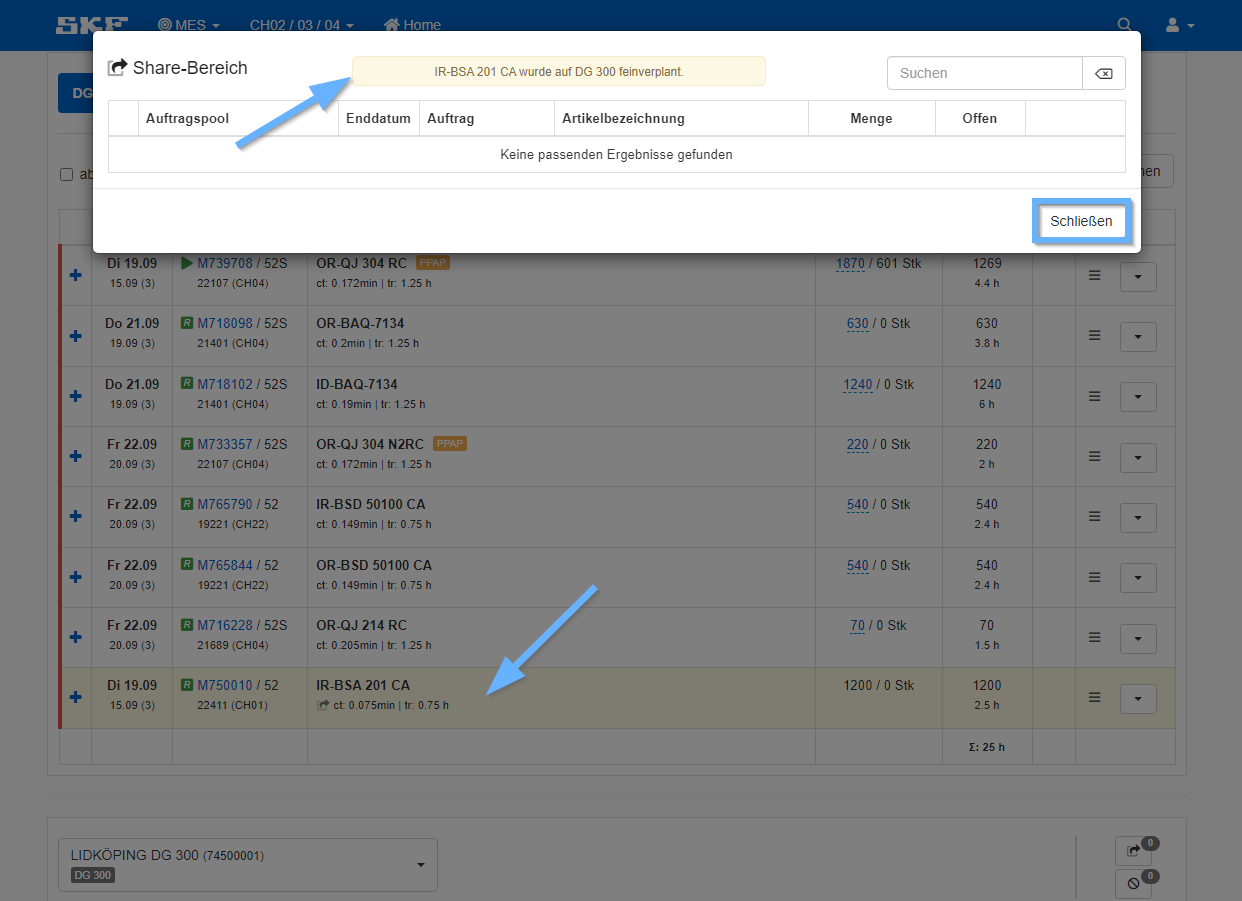 SKF
MES
CH02 / 03 / 04
Home
Share-Bereich
IR-BSA 201 CA wurde auf DG 300 feinverplant.
Suchen
DG
Auftragspool Enddatum Auftrag Artikelbezeichnung Menge Offen
Keine passenden Ergebnisse gefunden
Schließen
Di 19.09 M739708 / 52S OR-QJ 304 RC PPAP 1870 / 601 Stk 1269
15.09 (3) 22107 (CH04) ct: 0.172min | tr: 1.25 h 4.4 h
Do 21.09 R M718098 / 52S OR-BAQ-7134 630 / 0 Stk 630
19.09 (3) 21401 (CH04) ct: 0.2min | tr: 1.25 h 3.8 h
Do 21.09 R M718102 / 52S ID-BAQ-7134 1240 / 0 Stk 1240
19.09 (3) 21401 (CH04) ct: 0.19min | tr: 1.25 h 6 h
Fr 22.09 R M733357 / 52S OR-QJ 304 N2RC PPAP 220 / 0 Stk 220
20.09 (3) 22107 (CH04) ct: 0.172min | tr: 1.25 h 2 h
Fr 22.09 R M765790 / 52 IR-BSD 50100 CA 540 / 0 Stk 540
20.09 (3) 19221 (CH22) ct: 0.149min | tr: 0.75 h 2.4 h
Fr 22.09 R M765844 / 52 OR-BSD 50100 CA 540 / 0 Stk 540
20.09 (3) 19221 (CH22) ct: 0.149min | tr: 0.75 h 2.4 h
Fr 22.09 R M716228 / 52S OR-QJ 214 RC 70 / 0 Stk 70
20.09 (3) 21689 (CH04) ct: 0.205min | tr: 1.25 h 1.5 h
Di 19.09 R M750010 / 52 IR-BSA 201 CA 1200 / 0 Stk 1200
15.09 (3) 22411 (CH01) ct: 0.075min | tr: 0.75 h 2.5 h
Σ: 25 h
LIDKÖPING DG 300 (74500001)
DG 300
0
0